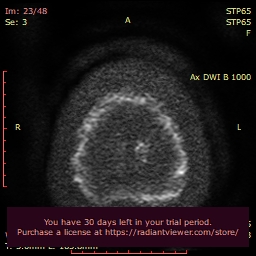 Im: 23/48
STP65
Se: 3
STP65
F
A
Ax DWI B 1000
R
L
You have 30 days left in your trial period.
Purchase a license at https://radiantviewer.com/store/